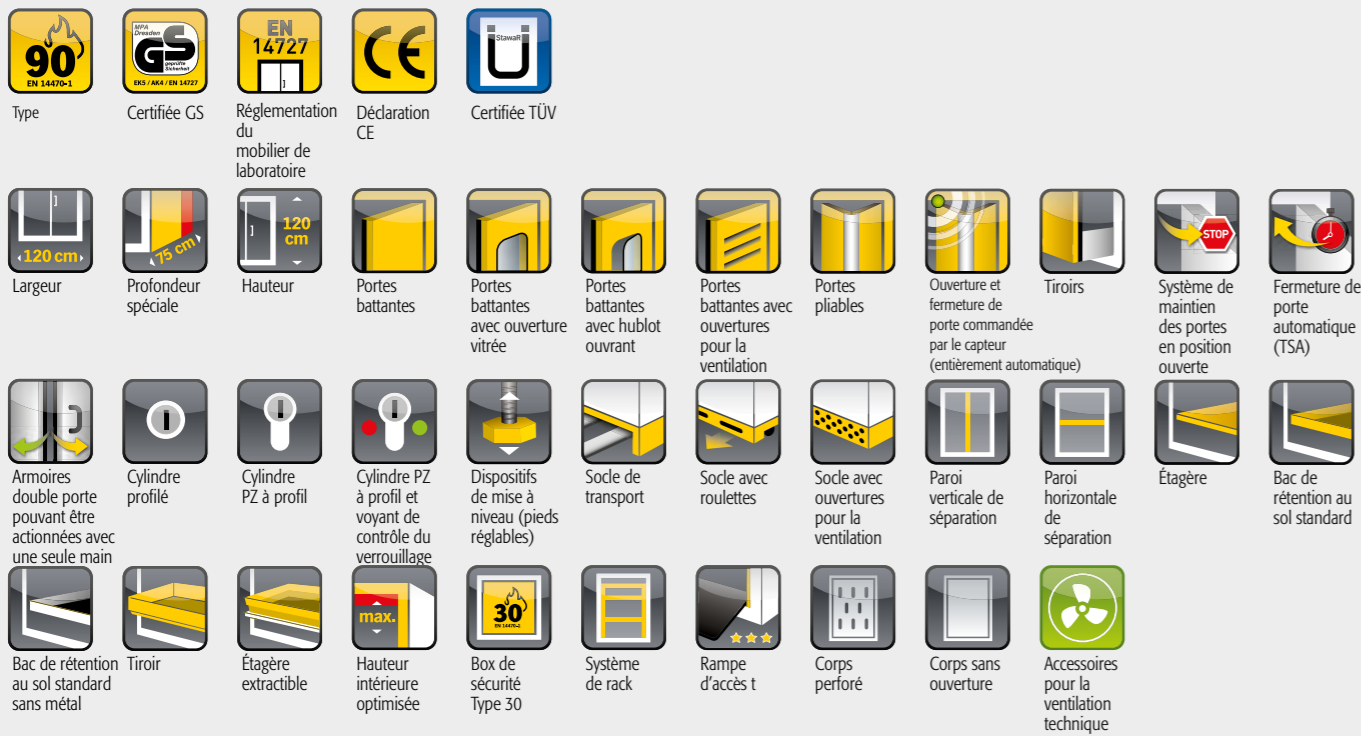 90'
EN 14470-1
MPA
Dresden
GS
geprüfte
Sicherheit
EK5 / AK4 / EN 14727
EN
14727
CE
StawaR
Ü
Type
Certifiée GS
Réglementation
du
mobilier de
laboratoire
Déclaration
CE
Certifiée TÜV
120 cm
75 cm
120
cm
STOP
Largeur
Profondeur
spéciale
Hauteur
Portes
battantes
Portes
battantes
avec ouverture
vitrée
Portes
battantes
avec hublot
ouvrant
Portes
battantes avec
ouvertures
pour la
ventilation
Portes
pliables
Ouverture et
fermeture de
porte commandée
par le capteur
(entièrement automatique)
Tiroirs
Système de
maintien
des portes
en position
ouverte
Fermeture de
porte
automatique
(TSA)
Armoires
double porte
pouvant être
actionnées avec
une seule main
Cylindre
profilé
Cylindre
PZ à profil
Cylindre PZ
à profil et
voyant de
contrôle du
verrouillage
Dispositifs
de mise à
niveau (pieds
réglables)
Socle de
transport
Socle avec
roulettes
Socle avec
ouvertures
pour la
ventilation
Paroi
verticale de
séparation
Paroi
horizontale
de
séparation
Étagère
Bac de
rétention au
sol standard
max.
30'
EN 14470-1
Bac de rétention
au sol standard
sans métal
Tiroir
Étagère
extractible
Hauteur
intérieure
optimisée
Box de
sécurité
Type 30
Système
de rack
Rampe
d'accès t
Corps
perforé
Corps sans
ouverture
Accessoires
pour la
ventilation
technique